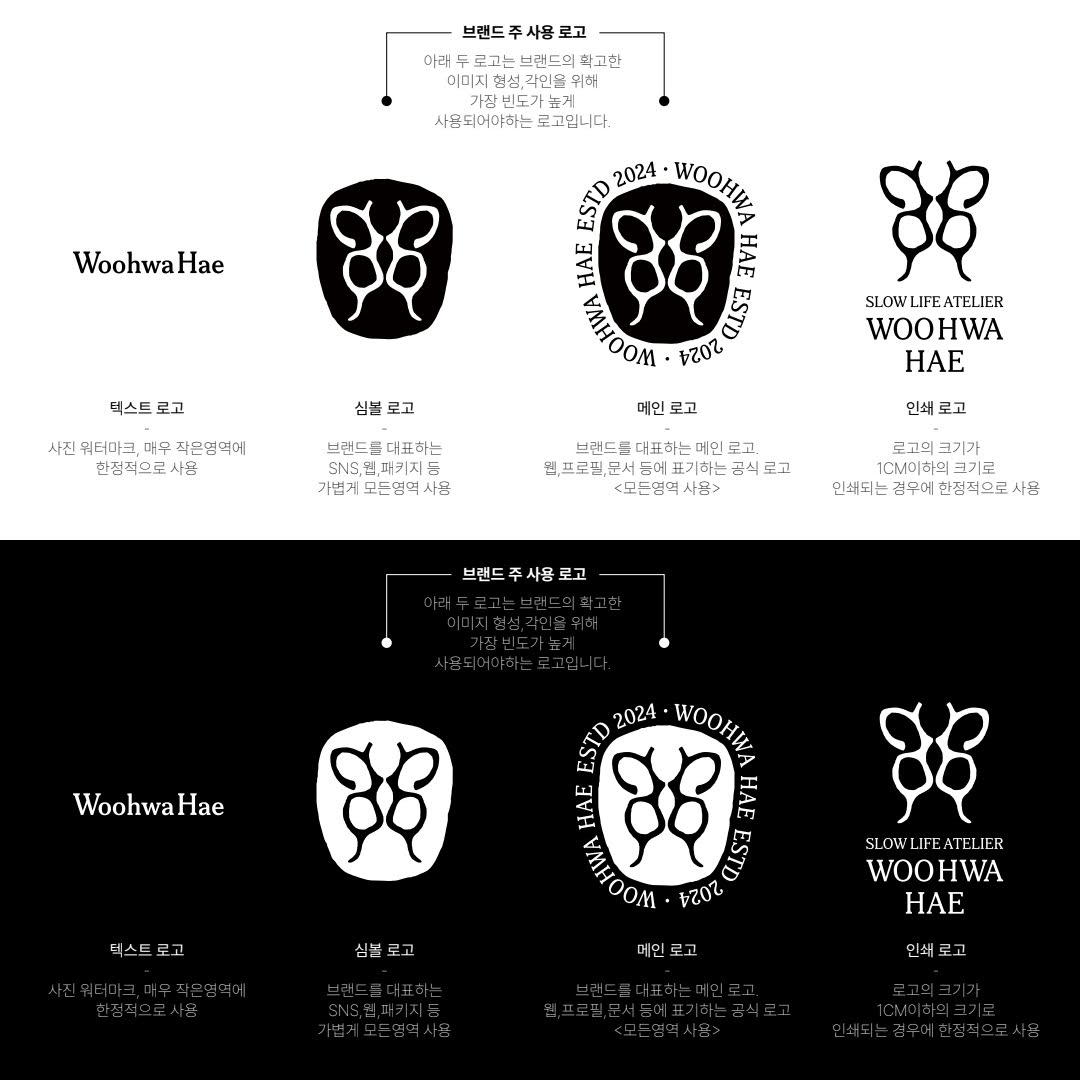 브랜드 주 사용 로고
아래 두 로고는 브랜드의 확고한
이미지 형성,각인을 위해
가장 빈도가 높게
사용되어야하는 로고입니다.
Woohwa Hae
WOOHWA HAE ESTD 2024 · WOOHWA HAE ESTD 2024 ·
SLOW LIFE ATELIER
WOOHWA
HAE
텍스트 로고
-
사진 워터마크, 매우 작은영역에
한정적으로 사용
심볼 로고
-
브랜드를 대표하는
SNS,웹,패키지 등
가볍게 모든영역 사용
메인 로고
-
브랜드를 대표하는 메인 로고.
웹,프로필,문서 등에 표기하는 공식 로고
<모든영역 사용>
인쇄 로고
-
로고의 크기가
1CM이하의 크기로
인쇄되는 경우에 한정적으로 사용
브랜드 주 사용 로고
아래 두 로고는 브랜드의 확고한
이미지 형성,각인을 위해
가장 빈도가 높게
사용되어야하는 로고입니다.
Woohwa Hae
WOOHWA HAE ESTD 2024 · WOOHWA HAE ESTD 2024 ·
SLOW LIFE ATELIER
WOOHWA
HAE
텍스트 로고
-
사진 워터마크, 매우 작은영역에
한정적으로 사용
심볼 로고
-
브랜드를 대표하는
SNS,웹,패키지 등
가볍게 모든영역 사용
메인 로고
-
브랜드를 대표하는 메인 로고.
웹,프로필,문서 등에 표기하는 공식 로고
<모든영역 사용>
인쇄 로고
-
로고의 크기가
1CM이하의 크기로
인쇄되는 경우에 한정적으로 사용